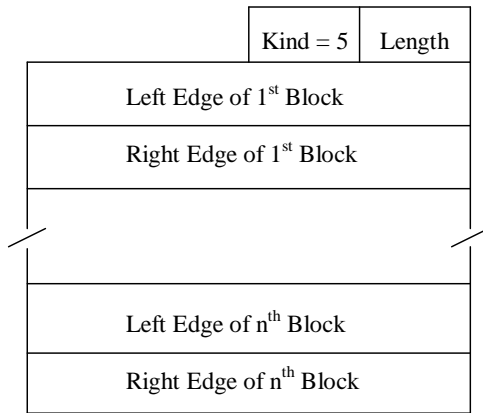 Kind = 5 Length
Left Edge of 1st Block
Right Edge of 1st Block
Left Edge of nth Block
Right Edge of nth Block